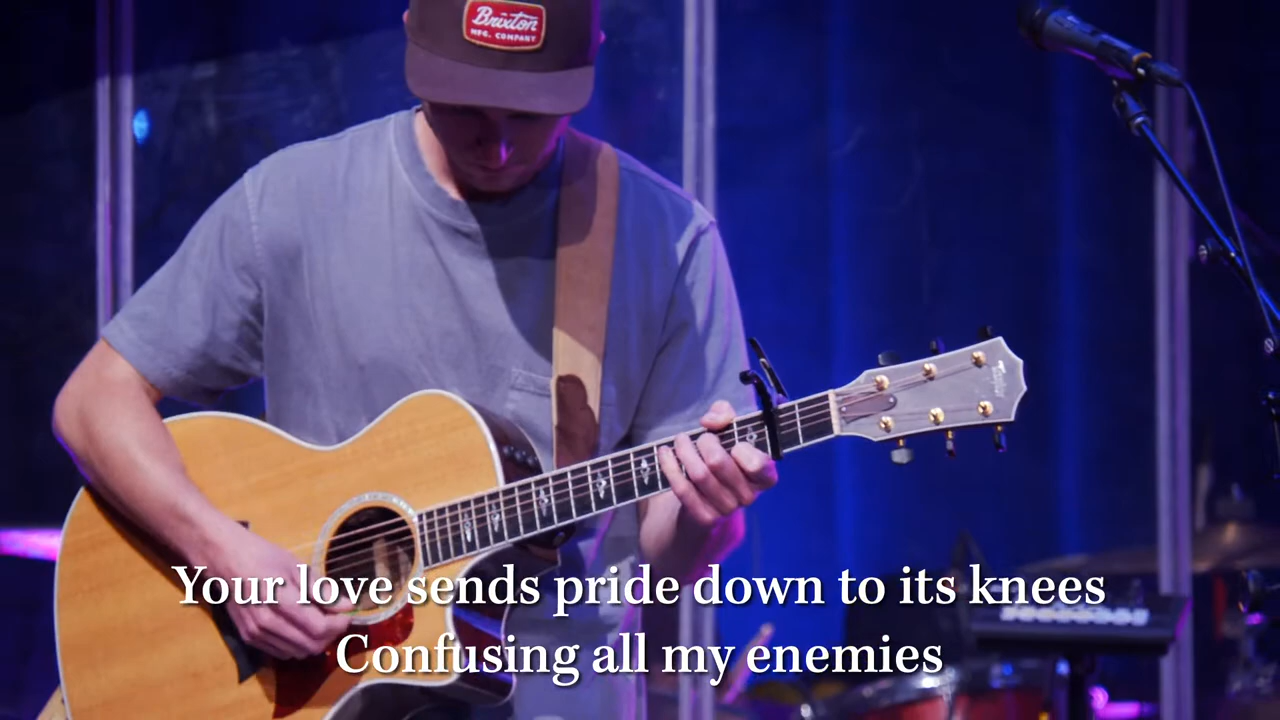 Brixton
MFG. COMPANY
Your love sends pride down to its knees
Confusing all my enemies